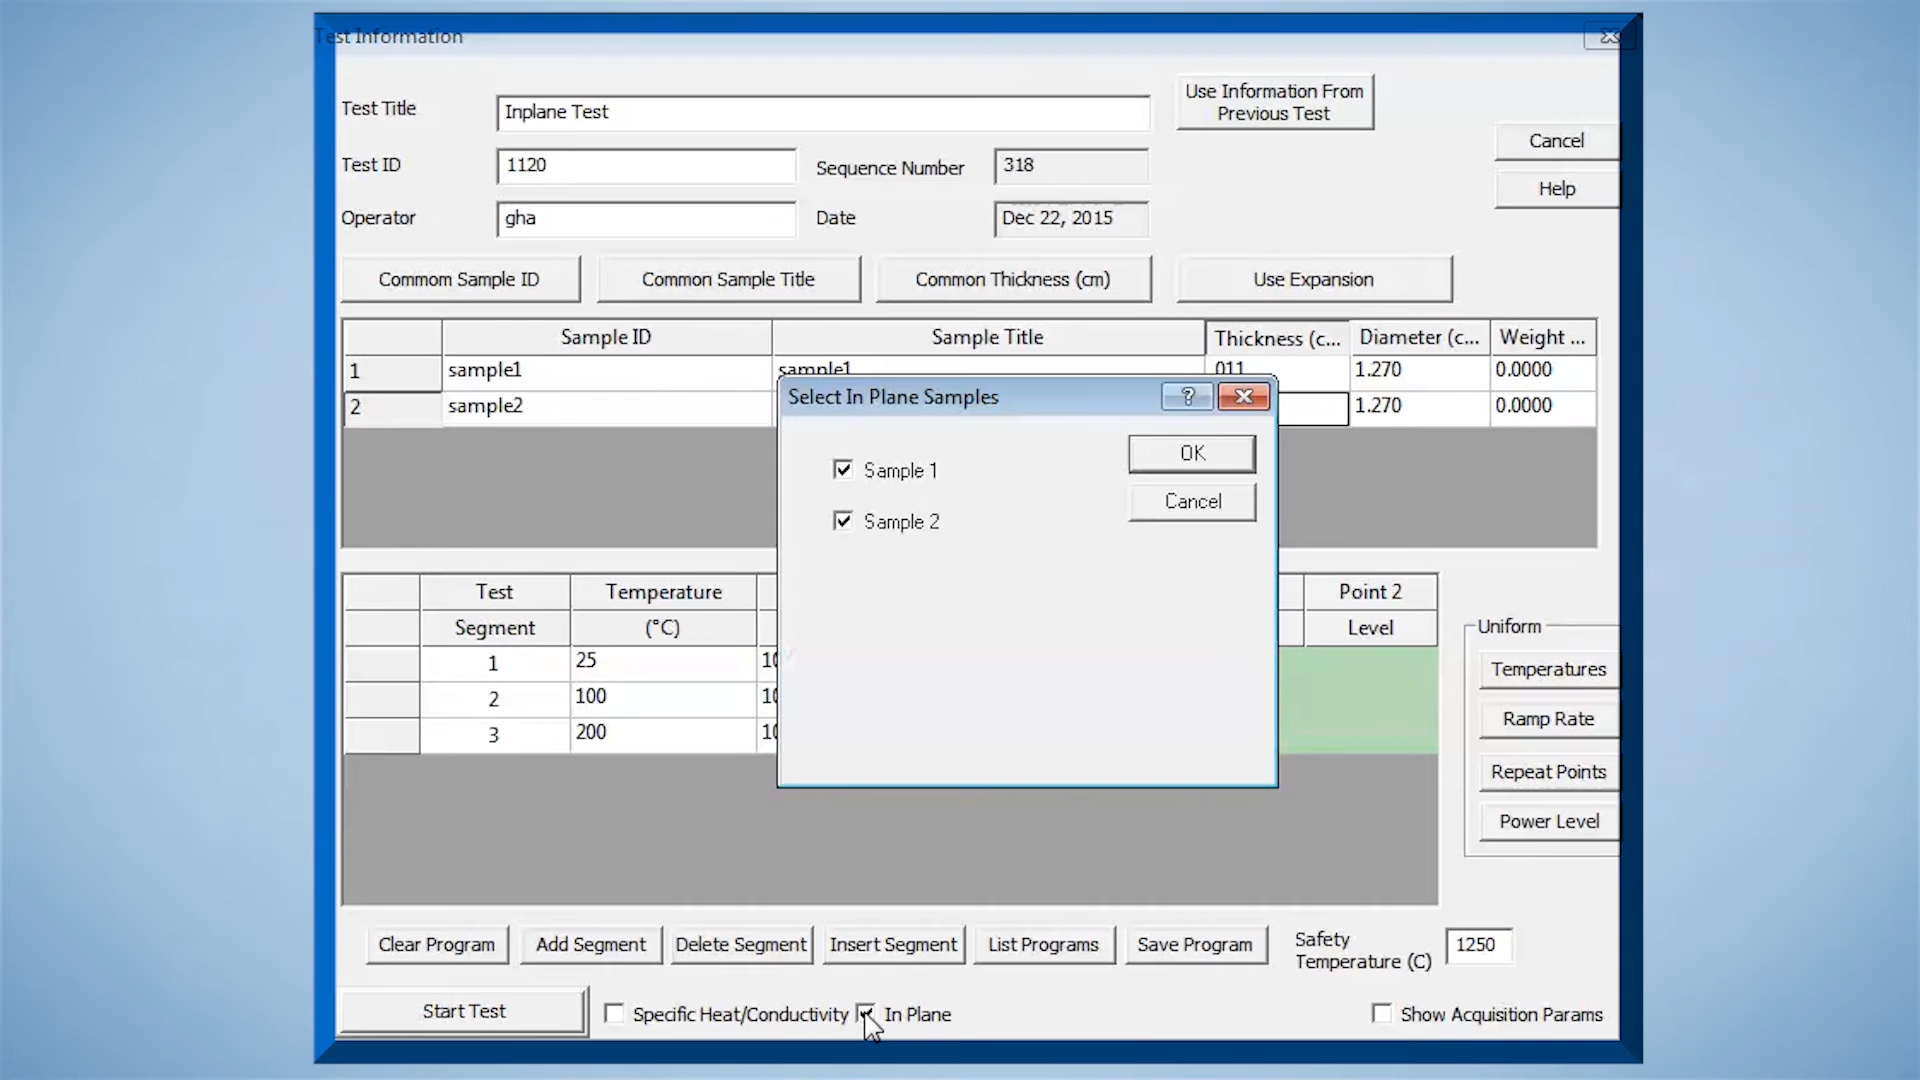 Test Information
Test Title
Inplane Test
Use Information From
Previous Test
Cancel
Test ID
1120
Sequence Number
318
Help
Operator
gha
Date
Dec 22, 2015
Commom Sample ID
Common Sample Title
Common Thickness (cm)
Use Expansion
Sample ID
Sample Title
Thickness (c...
Diameter (c...
Weight ...
1
sample1
sample1
011
1.270
0.0000
2
sample2
1.270
0.0000
Select In Plane Samples
?
OK
Sample 1
Cancel
Sample 2
Test
Temperature
Point 2
Segment
(°C)
Level
1
25
10
2
100
10
3
200
10
Uniform
Temperatures
Ramp Rate
Repeat Points
Power Level
Clear Program
Add Segment
Delete Segment
Insert Segment
List Programs
Save Program
Safety
Temperature (C)
1250
Start Test
Specific Heat/Conductivity
In Plane
Show Acquisition Params